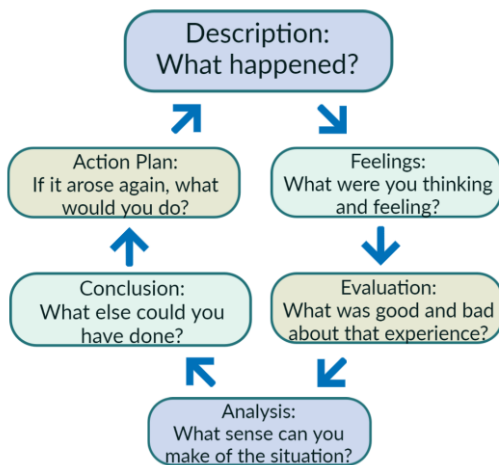 Description:
What happened?
Feelings:
What were you thinking
and feeling?
Evaluation:
What was good and bad
about that experience?
Analysis:
What sense can you
make of the situation?
Conclusion:
What else could you
have done?
Action Plan:
If it arose again, what
would you do?